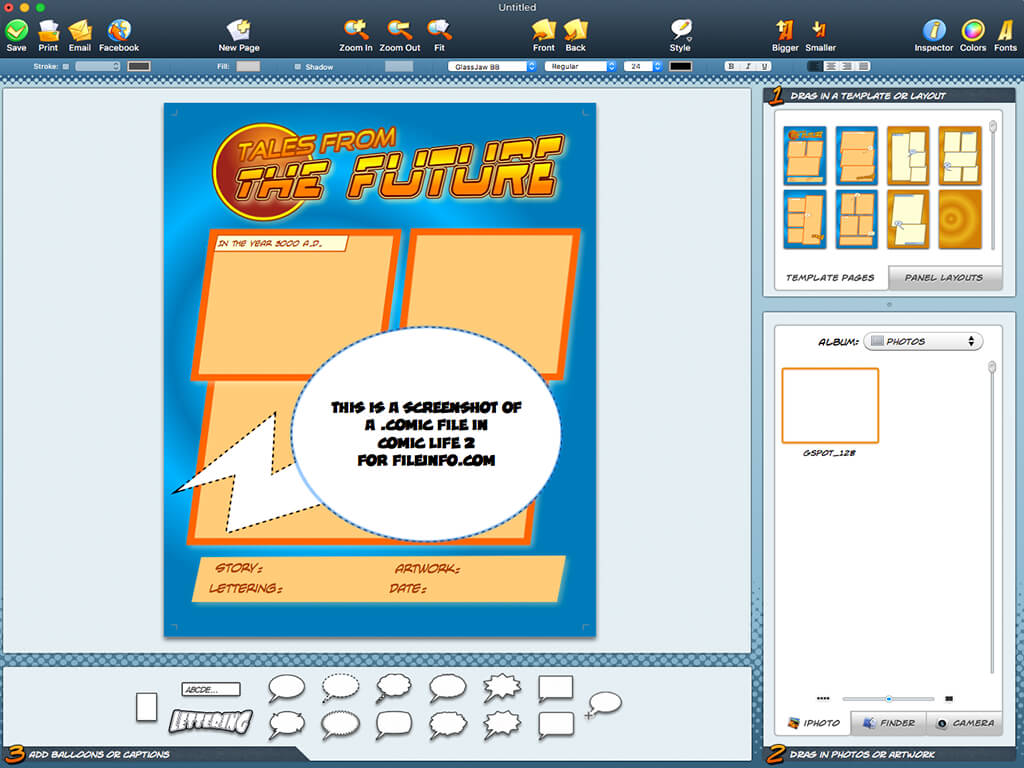 Untitled
Save Print Email Facebook New Page Zoom In Zoom Out Fit Front Back Style Bigger Smaller Inspector Colors Fonts
Stroke: Fill: Shadow GlassJaw BB Regular 24 B I U
1 DRAG IN A TEMPLATE OR LAYOUT
TALES FROM
THE FUTURE
IN THE YEAR 3000 A.D.
TEMPLATE PAGES PANEL LAYOUTS
ALBUM: PHOTOS
GSPOT_128
THIS IS A SCREENSHOT OF
A .COMIC FILE IN
COMIC LIFE 2
FOR FILEINFO.COM
STORY: ARTWORK:
LETTERING: DATE:
ABCDE...
LETTERING
IPHOTO FINDER CAMERA
3 ADD BALLOONS OR CAPTIONS
2 DRAG IN PHOTOS OR ARTWORK